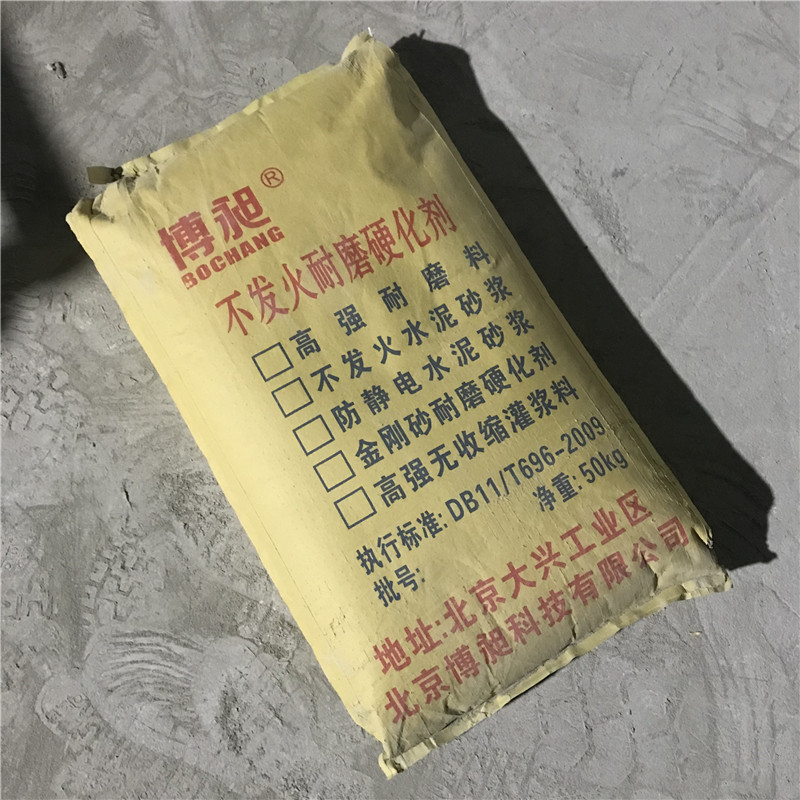 博昶®
BOCHANG
不发火耐磨硬化剂
□高强耐磨料
□不发火水泥砂浆
□防静电水泥砂浆
□金刚砂耐磨硬化剂
□高强无收缩灌浆料
执行标准:DB11/T696-2009
批号: 净重:50kg
地址:北京大兴工业区
北京博昶科技有限公司